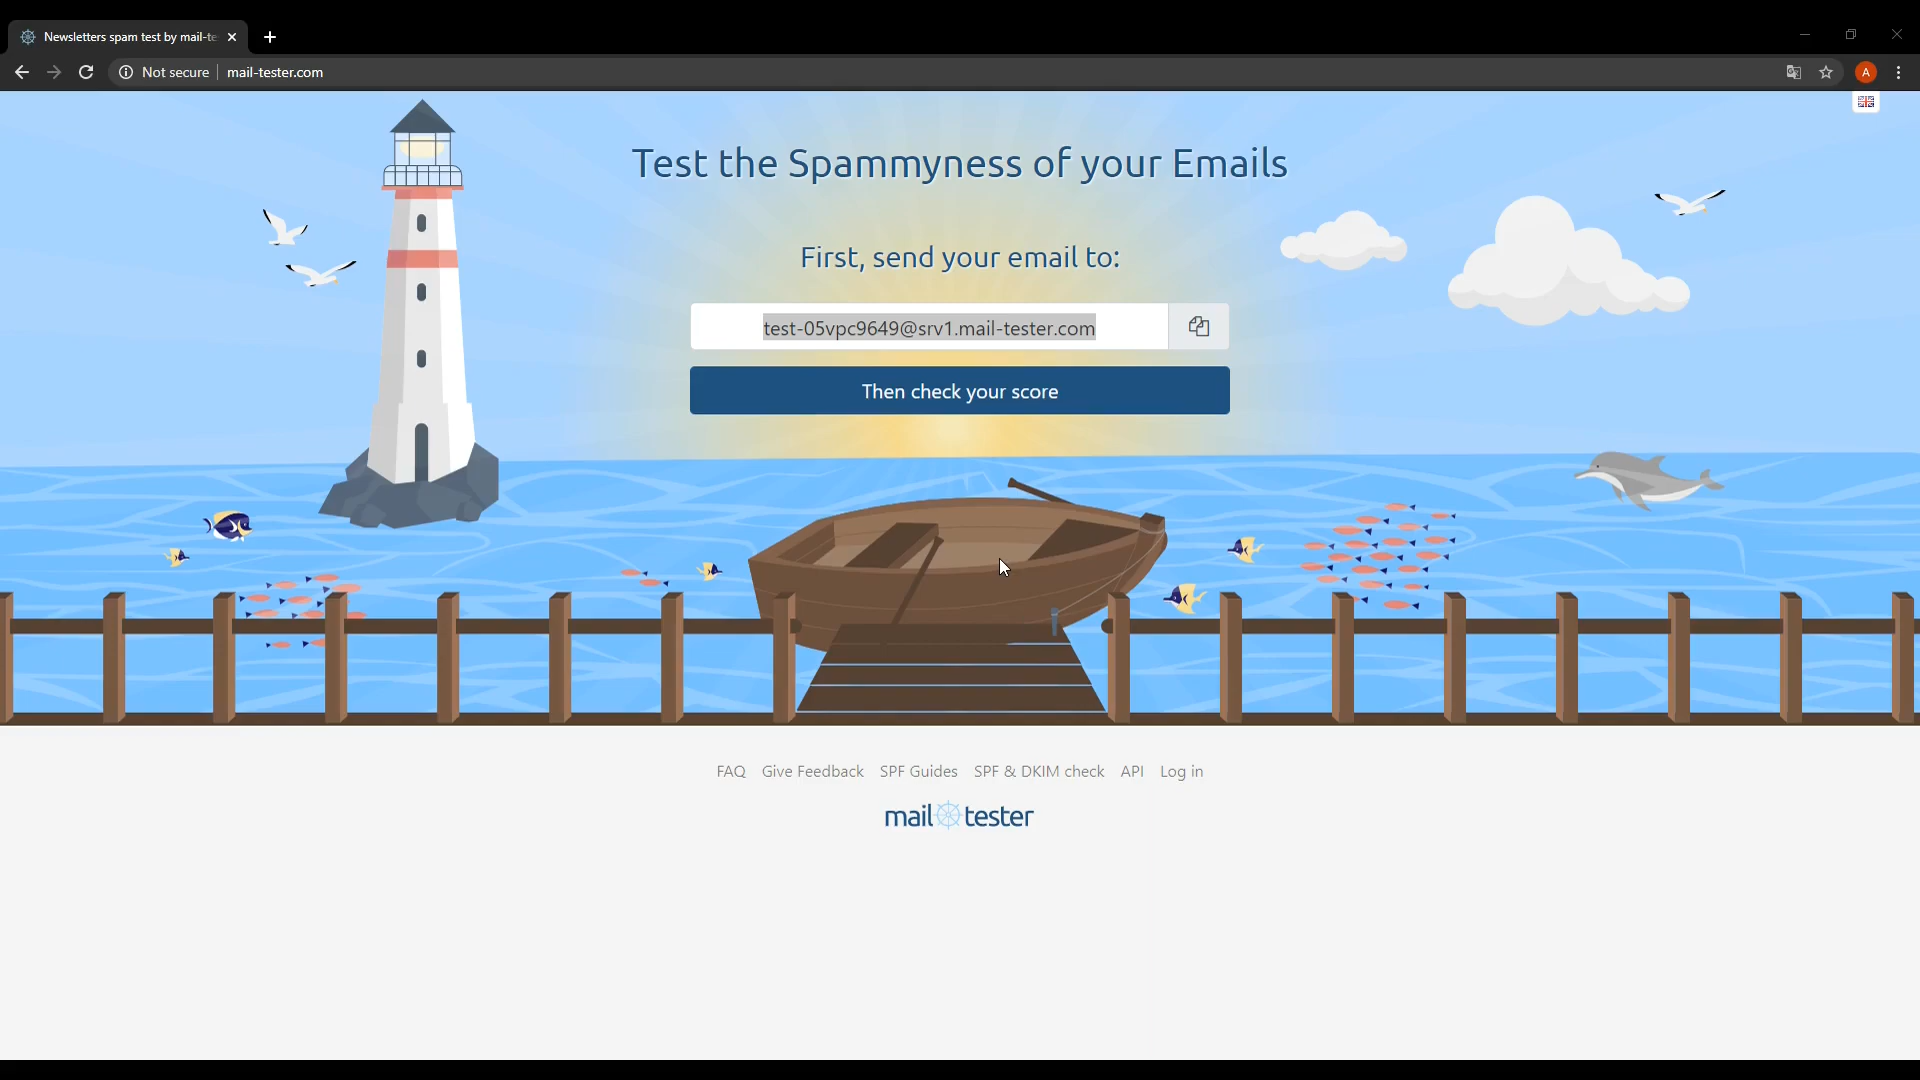 Newsletters spam test by mail-te
Not secure
mail-tester.com
A
Test the Spammyness of your Emails
First, send your email to:
test-05vpc9649@srv1.mail-tester.com
Then check your score
FAQ Give Feedback SPF Guides SPF & DKIM check API Log in
mail tester